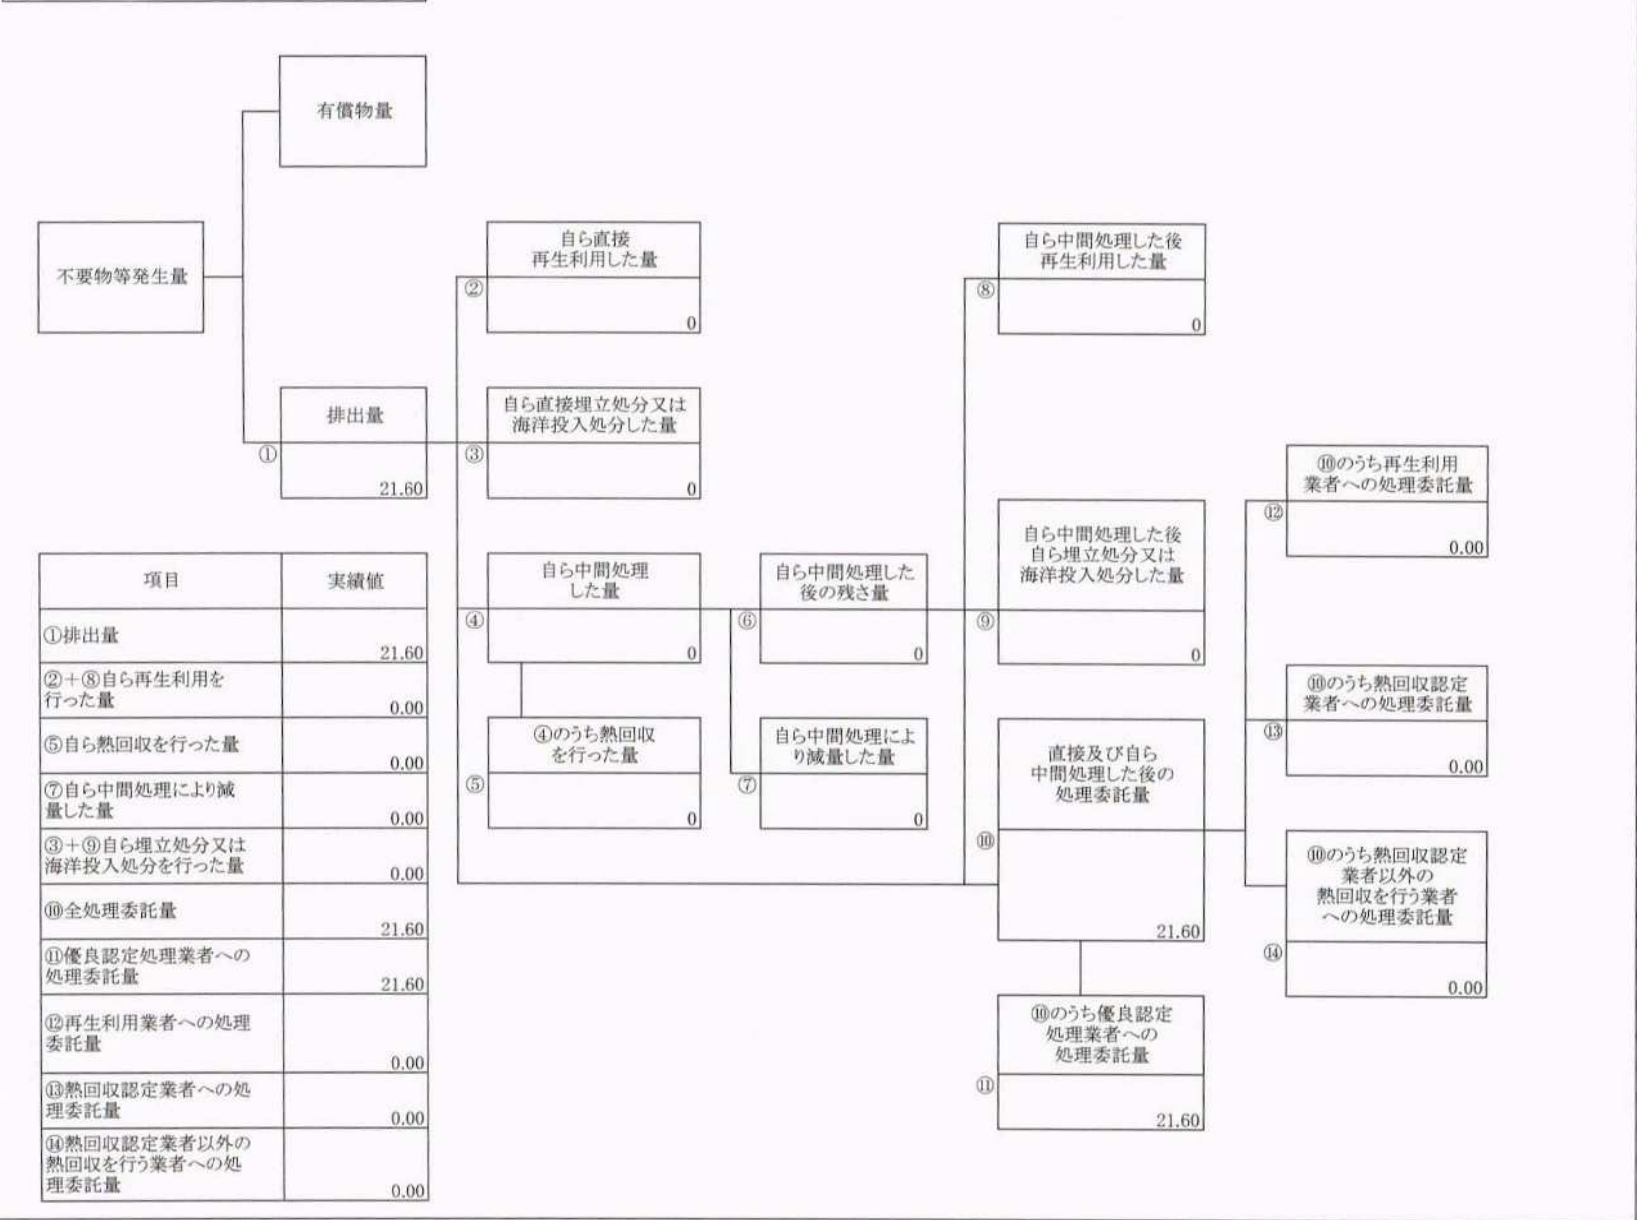 有償物量
不要物等発生量
排出量
①
21.60
自ら直接
再生利用した量
②
0
自ら直接埋立処分又は
海洋投入処分した量
③
0
自ら中間処理
した量
④
0
④のうち熱回収
を行った量
⑤
0
自ら中間処理した
後の残さ量
⑥
0
自ら中間処理によ
り減量した量
⑦
0
自ら中間処理した後
再生利用した量
⑧
0
自ら中間処理した後
自ら埋立処分又は
海洋投入処分した量
⑨
0
直接及び自ら
中間処理した後の
処理委託量
⑩
21.60
⑩のうち優良認定
処理業者への
処理委託量
⑪
21.60
⑩のうち再生利用
業者への処理委託量
⑫
0.00
⑩のうち熱回収認定
業者への処理委託量
⑬
0.00
⑩のうち熱回収認定
業者以外の
熱回収を行う業者
への処理委託量
⑭
0.00
項目 実績値
①排出量
21.60
②＋⑧自ら再生利用を
行った量
0.00
⑤自ら熱回収を行った量
0.00
⑦自ら中間処理により減
量した量
0.00
③＋⑨自ら埋立処分又は
海洋投入処分を行った量
0.00
⑩全処理委託量
21.60
⑪優良認定処理業者への
処理委託量
21.60
⑫再生利用業者への処理
委託量
0.00
⑬熱回収認定業者への処
理委託量
0.00
⑭熱回収認定業者以外の
熱回収を行う業者への処
理委託量
0.00